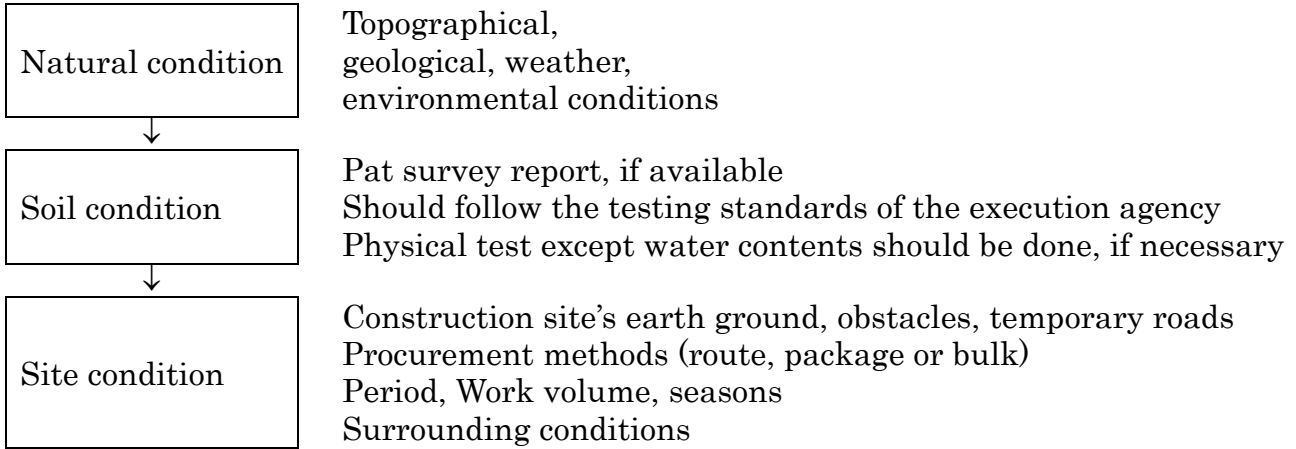 Natural condition
Topographical,
geological, weather,
environmental conditions
↓
Soil condition
Pat survey report, if available
Should follow the testing standards of the execution agency
Physical test except water contents should be done, if necessary
↓
Site condition
Construction site’s earth ground, obstacles, temporary roads
Procurement methods (route, package or bulk)
Period, Work volume, seasons
Surrounding conditions